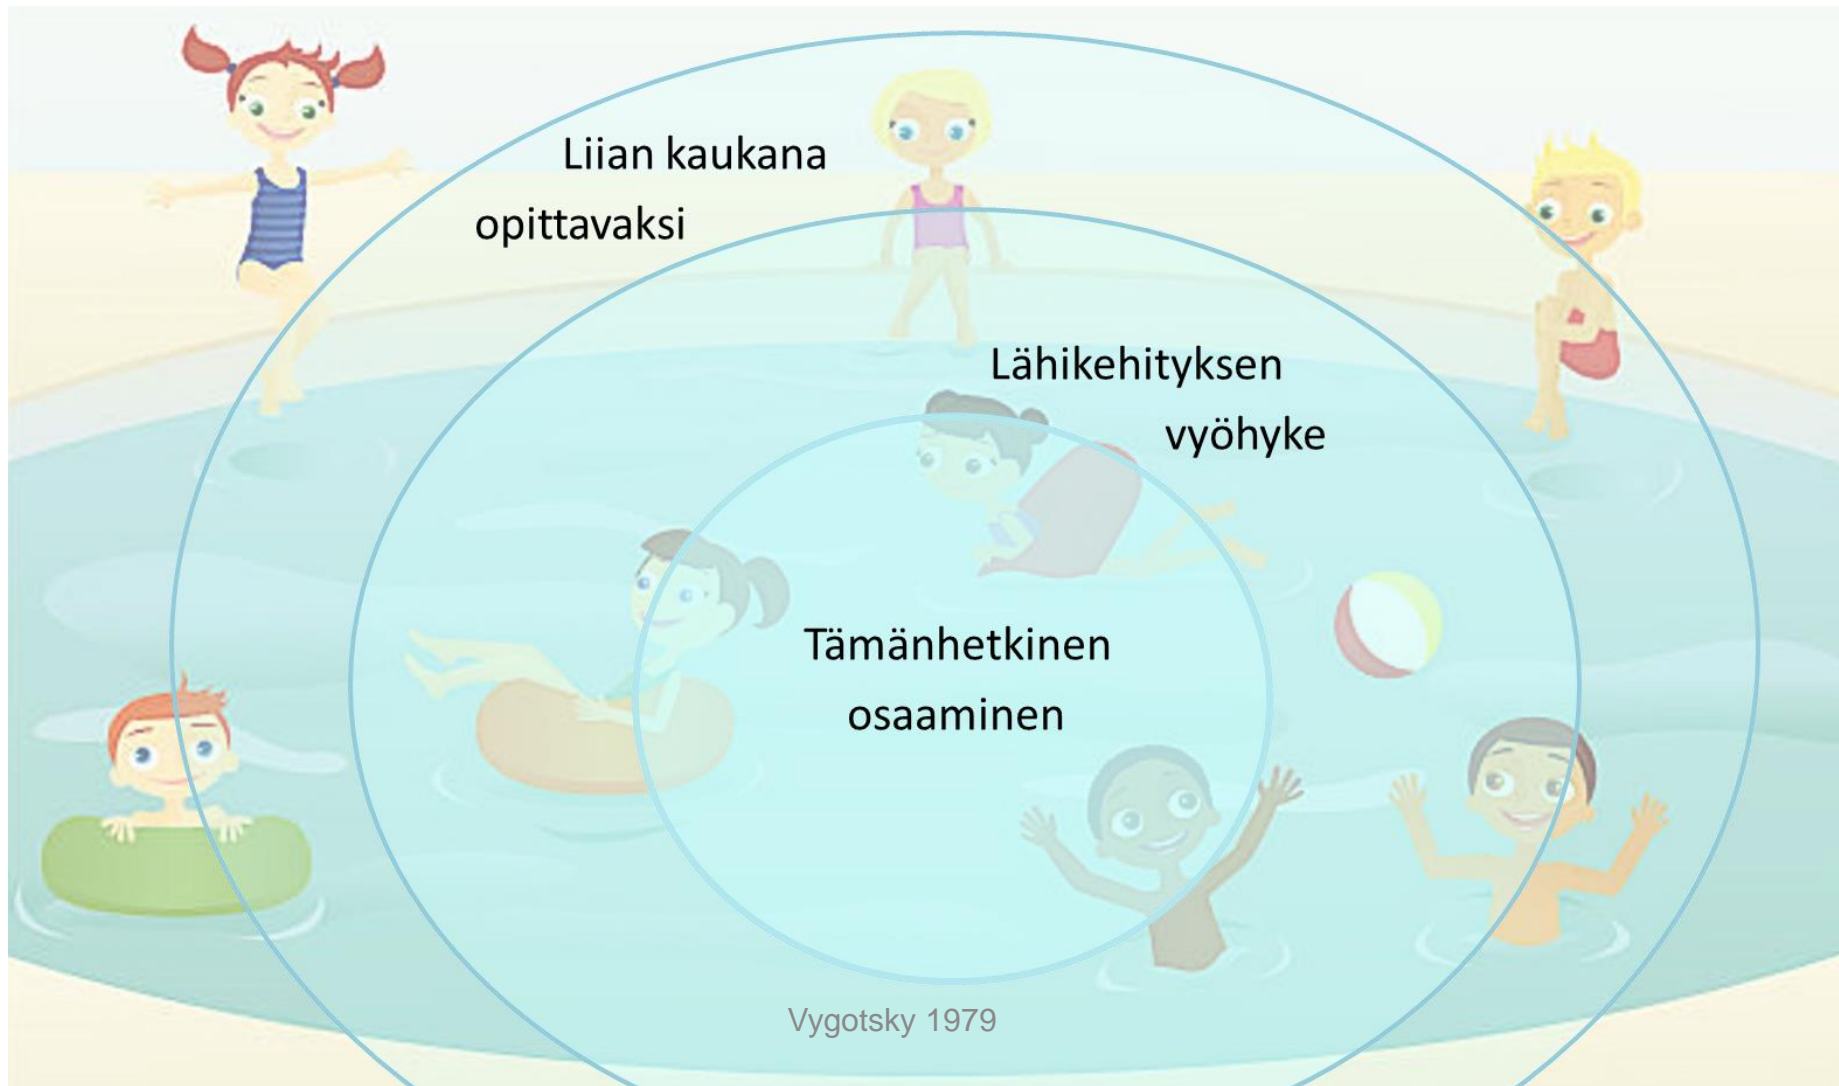 Liian kaukana
opittavaksi
Lähikehityksen
vyöhyke
Tämänhetkinen
osaaminen
Vygotsky 1979